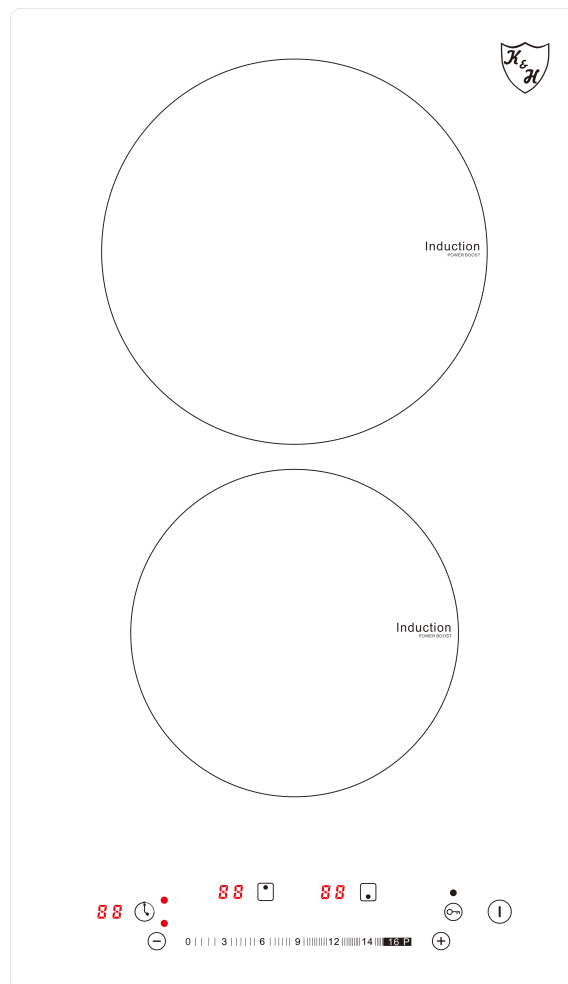 K&H
Induction
POWER BOOST
Induction
POWER BOOST
88 88
88
0 3 6 9 12 14 16 P